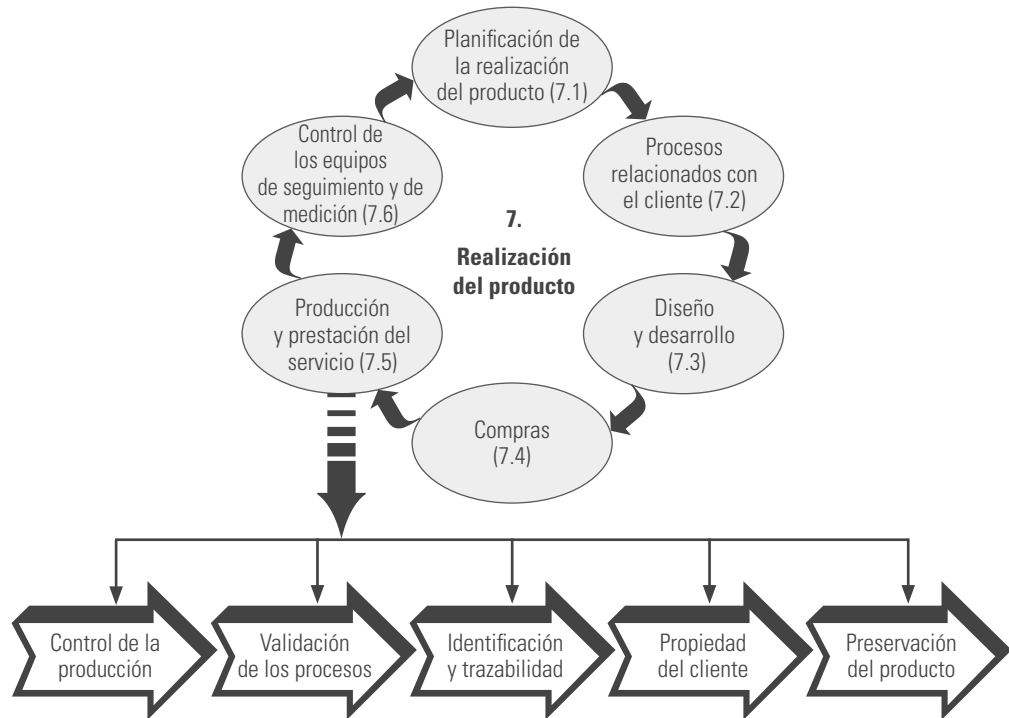 Planificación de
la realización
del producto (7.1)
Procesos
relacionados con
el cliente (7.2)
Diseño
y desarrollo
(7.3)
Compras
(7.4)
Producción
y prestación del
servicio (7.5)
Control de
los equipos
de seguimiento y de
medición (7.6)
7.
Realización
del producto
Control de la
producción
Validación
de los procesos
Identificación
y trazabilidad
Propiedad
del cliente
Preservación
del producto